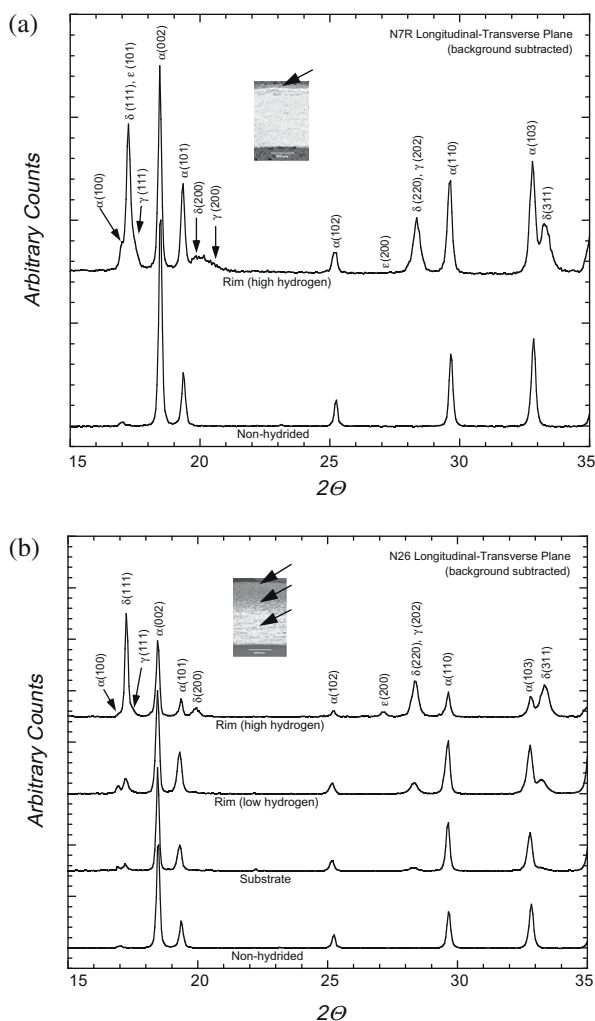 (a)
N7R Longitudinal-Transverse Plane
(background subtracted)
α(100)
δ (111), ε (101)
γ (111)
α(002)
α(101)
δ(200)
γ (200)
α(102)
ε(200)
δ (220), γ (202)
α(110)
α(103)
δ(311)
Arbitrary Counts
Rim (high hydrogen)
Non-hydrided
15 20 25 30 35
2Θ
(b)
N26 Longitudinal-Transverse Plane
(background subtracted)
α(100)
δ(111)
γ (111)
α(002)
α(101)
δ(200)
α(102)
ε(200)
δ (220), γ (202)
α(110)
α(103)
δ(311)
Arbitrary Counts
Rim (high hydrogen)
Rim (low hydrogen)
Substrate
Non-hydrided
15 20 25 30 35
2Θ